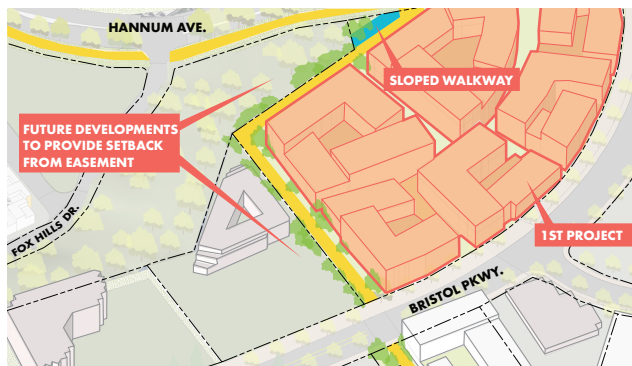 HANNUM AVE.
SLOPED WALKWAY
FUTURE DEVELOPMENTS
TO PROVIDE SETBACK
FROM EASEMENT
FOX HILLS DR.
1ST PROJECT
BRISTOL PKWY.